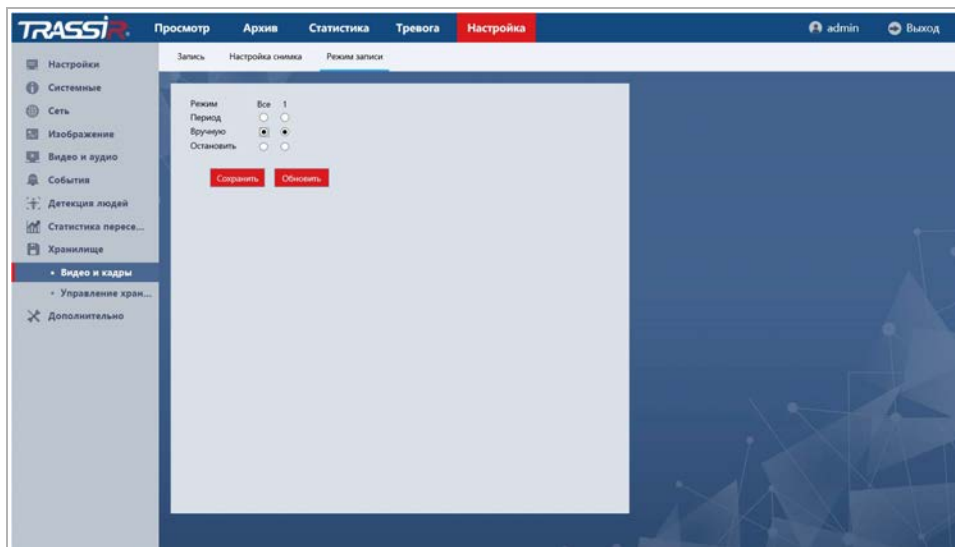 TRASSIR
Просмотр Архив Статистика Тревога Настройка admin Выход
Запись Настройка снимка Режим записи
Настройки
Системные
Сеть
Изображение
Видео и аудио
События
Детекция людей
Статистика пересе...
Хранилище
Видео и кадры
Управление хран...
Дополнительно
Режим Все 1
Период
Вручную
Остановить
Сохранить Обновить